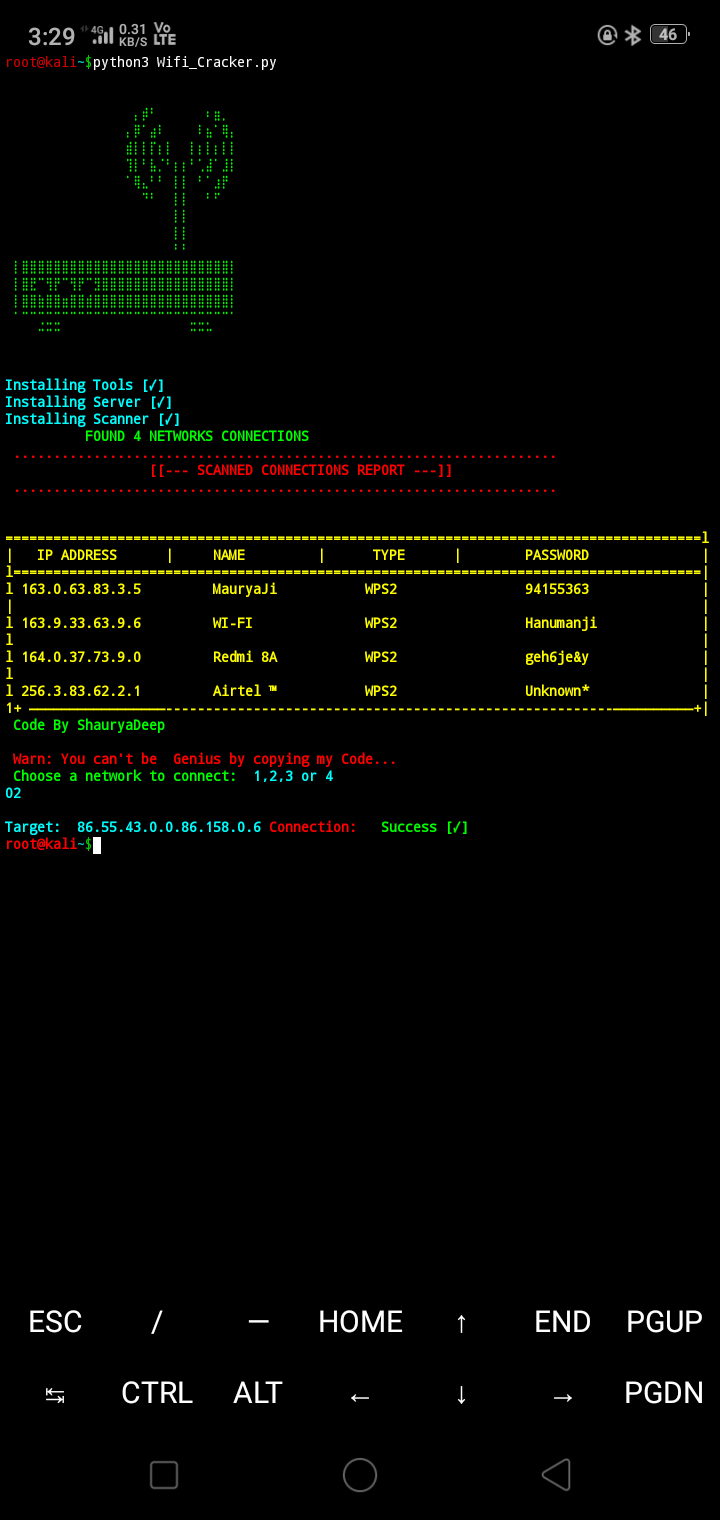 3:29 4G 0.31 KB/S Vo LTE 46
root@kali~$python3 Wifi_Cracker.py
Installing Tools [✓]
Installing Server [✓]
Installing Scanner [✓]
FOUND 4 NETWORKS CONNECTIONS
.....................................................................
[[--- SCANNED CONNECTIONS REPORT ---]]
.....................................................................
======================================================================================l
| IP ADDRESS | NAME | TYPE | PASSWORD |
l======================================================================================|
l 163.0.63.83.3.5 MauryaJi WPS2 94155363 |
| |
l 163.9.33.63.9.6 WI-FI WPS2 Hanumanji |
l |
l 164.0.37.73.9.0 Redmi 8A WPS2 geh6je&y |
l |
l 256.3.83.62.2.1 Airtel ™ WPS2 Unknown* |
1+ —————————————————--------------------------------------------------------——————————+|
Code By ShauryaDeep
Warn: You can't be  Genius by copying my Code...
Choose a network to connect:  1,2,3 or 4
02
Target:  86.55.43.0.0.86.158.0.6 Connection:   Success [✓]
root@kali~$
ESC / — HOME ↑ END PGUP
↹ CTRL ALT ← ↓ → PGDN